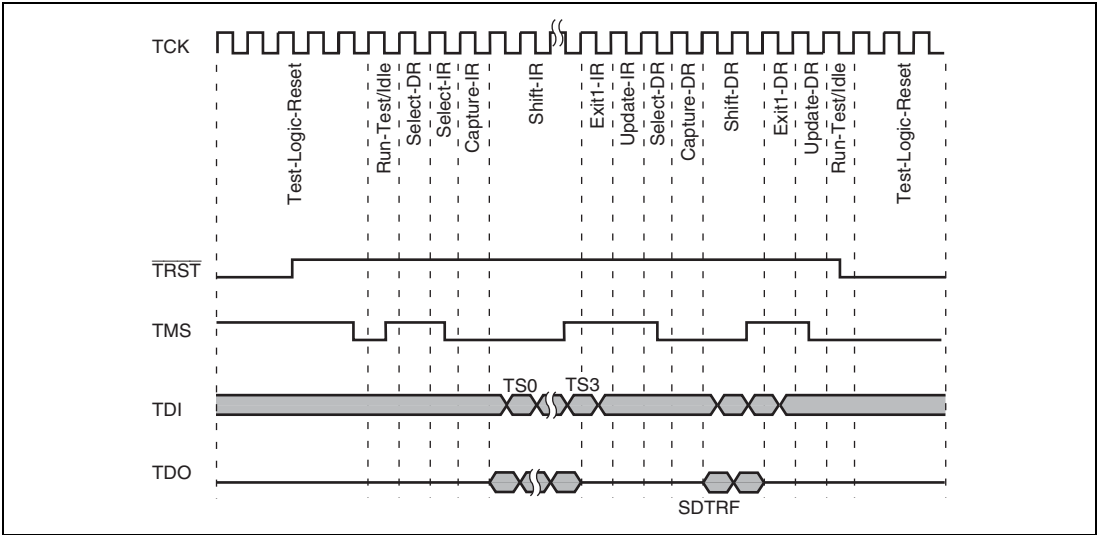 TCK
Test-Logic-Reset
Run-Test/Idle
Select-DR
Select-IR
Capture-IR
Shift-IR
Exit1-IR
Update-IR
Select-DR
Capture-DR
Shift-DR
Exit1-DR
Update-DR
Run-Test/Idle
Test-Logic-Reset
TRST
TMS
TS0 TS3
TDI
TDO
SDTRF